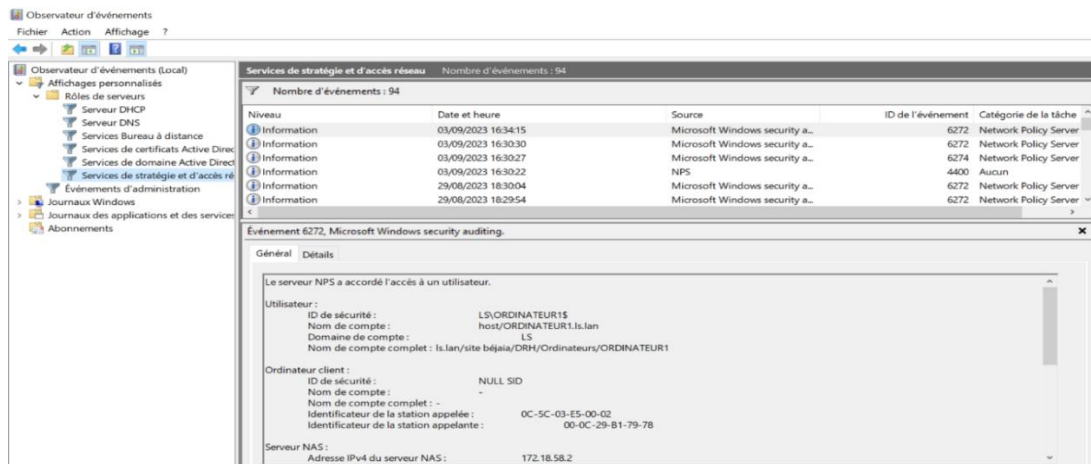 Observateur d'événements
Fichier Action Affichage ?
Observateur d'événements (Local)
Affichages personnalisés
Rôles de serveurs
Serveur DHCP
Serveur DNS
Services Bureau à distance
Services de certificats Active Direc
Services de domaine Active Direct
Services de stratégie et d'accès ré
Événements d'administration
Journaux Windows
Journaux des applications et des services
Abonnements
Services de stratégie et d'accès réseau Nombre d'événements : 94
Nombre d'événements : 94
Niveau Date et heure Source ID de l'événement Catégorie de la tâche
Information 03/09/2023 16:34:15 Microsoft Windows security a... 6272 Network Policy Server
Information 03/09/2023 16:30:30 Microsoft Windows security a... 6272 Network Policy Server
Information 03/09/2023 16:30:27 Microsoft Windows security a... 6274 Network Policy Server
Information 03/09/2023 16:30:22 NPS 4400 Aucun
Information 29/08/2023 18:30:04 Microsoft Windows security a... 6272 Network Policy Server
Information 29/08/2023 18:29:54 Microsoft Windows security a... 6272 Network Policy Server
Événement 6272, Microsoft Windows security auditing.
Général Détails
Le serveur NPS a accordé l'accès à un utilisateur.
Utilisateur :
ID de sécurité : LS\ORDINATEUR1$
Nom de compte : host/ORDINATEUR1.ls.lan
Domaine de compte : LS
Nom de compte complet : ls.lan/site béjaia/DRH/Ordinateurs/ORDINATEUR1
Ordinateur client :
ID de sécurité : NULL SID
Nom de compte : -
Nom de compte complet : -
Identificateur de la station appelée : 0C-5C-03-E5-00-02
Identificateur de la station appelante : 00-0C-29-B1-79-78
Serveur NAS :
Adresse IPv4 du serveur NAS : 172.18.58.2